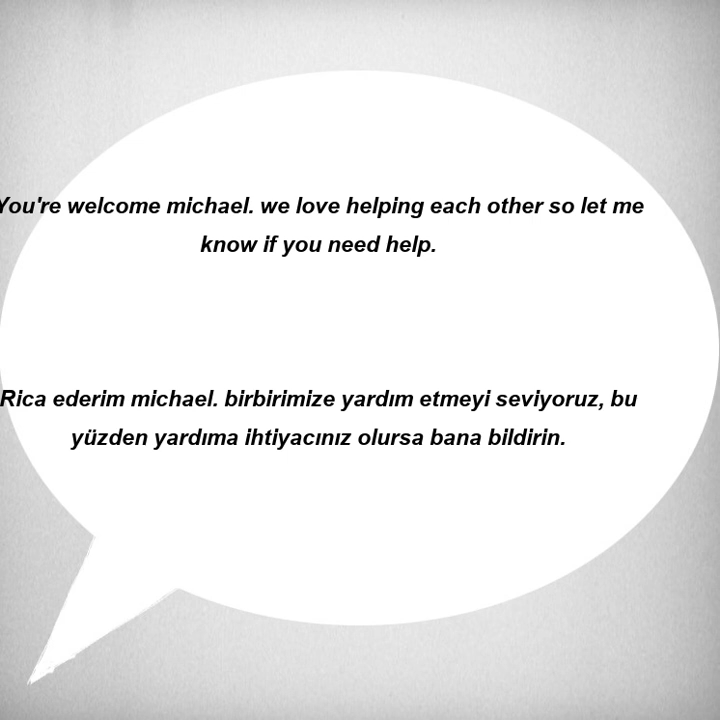 You're welcome michael. we love helping each other so let me
know if you need help.
Rica ederim michael. birbirimize yardım etmeyi seviyoruz, bu
yüzden yardıma ihtiyacınız olursa bana bildirin.